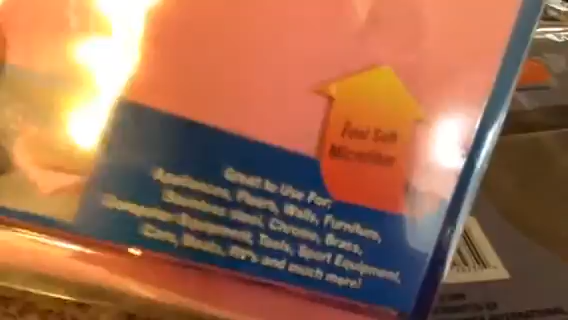 Feel Soft
Microfiber
Great to Use For:
Appliances, Floors, Walls, Furniture,
Stainless steel, Chrome, Brass,
Computer Equipment, Tools, Sport Equipment,
Cars, Boats, RV's and much more!
INTERNATIONAL